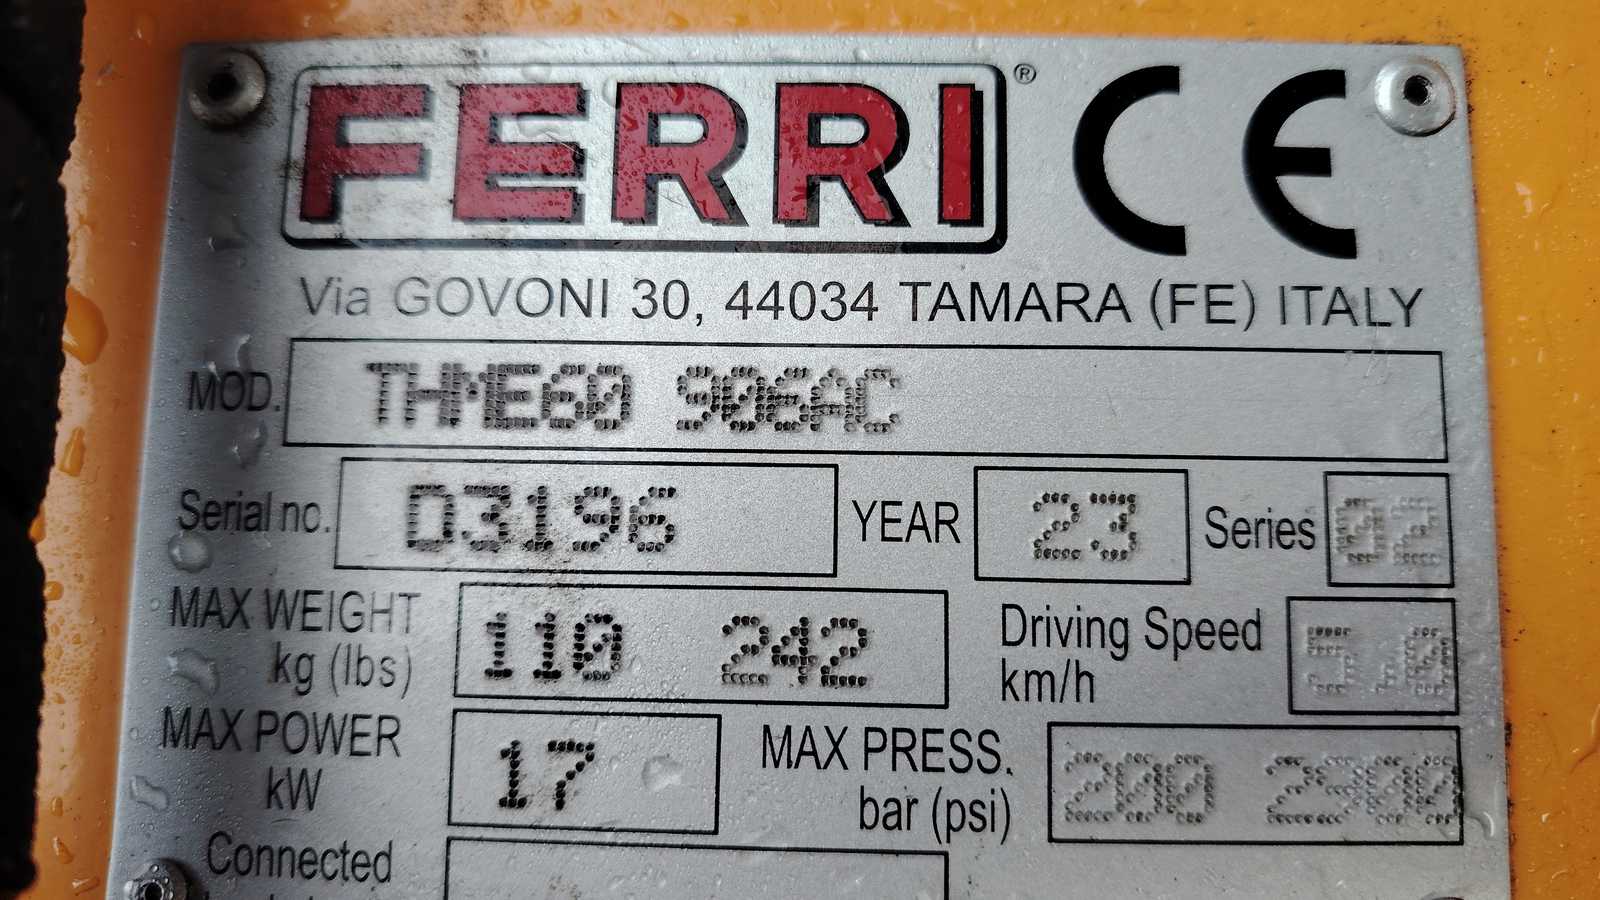 FERRI® CE
Via GOVONI 30, 44034 TAMARA (FE) ITALY
MOD. THME60 906AC
Serial no. D3196 YEAR 23 Series
MAX WEIGHT kg (lbs) 110 242 Driving Speed km/h
MAX POWER kW 17 MAX PRESS. bar (psi) 200
Connected